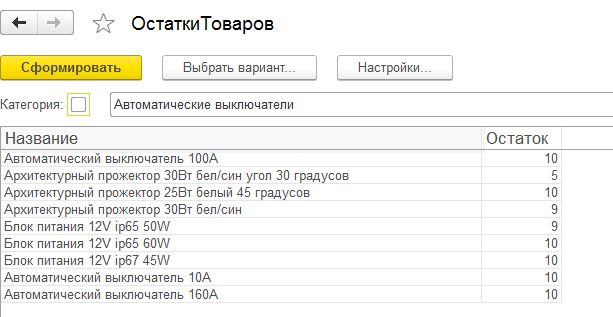 ОстаткиТоваров
Сформировать Выбрать вариант... Настройки...
Категория: Автоматические выключатели
Название Остаток
Автоматический выключатель 100А 10
Архитектурный прожектор 30Вт бел/син угол 30 градусов 5
Архитектурный прожектор 25Вт белый 45 градусов 10
Архитектурный прожектор 30Вт бел/син 9
Блок питания 12V ip65 50W 9
Блок питания 12V ip65 60W 10
Блок питания 12V ip67 45W 10
Автоматический выключатель 10А 10
Автоматический выключатель 160А 10